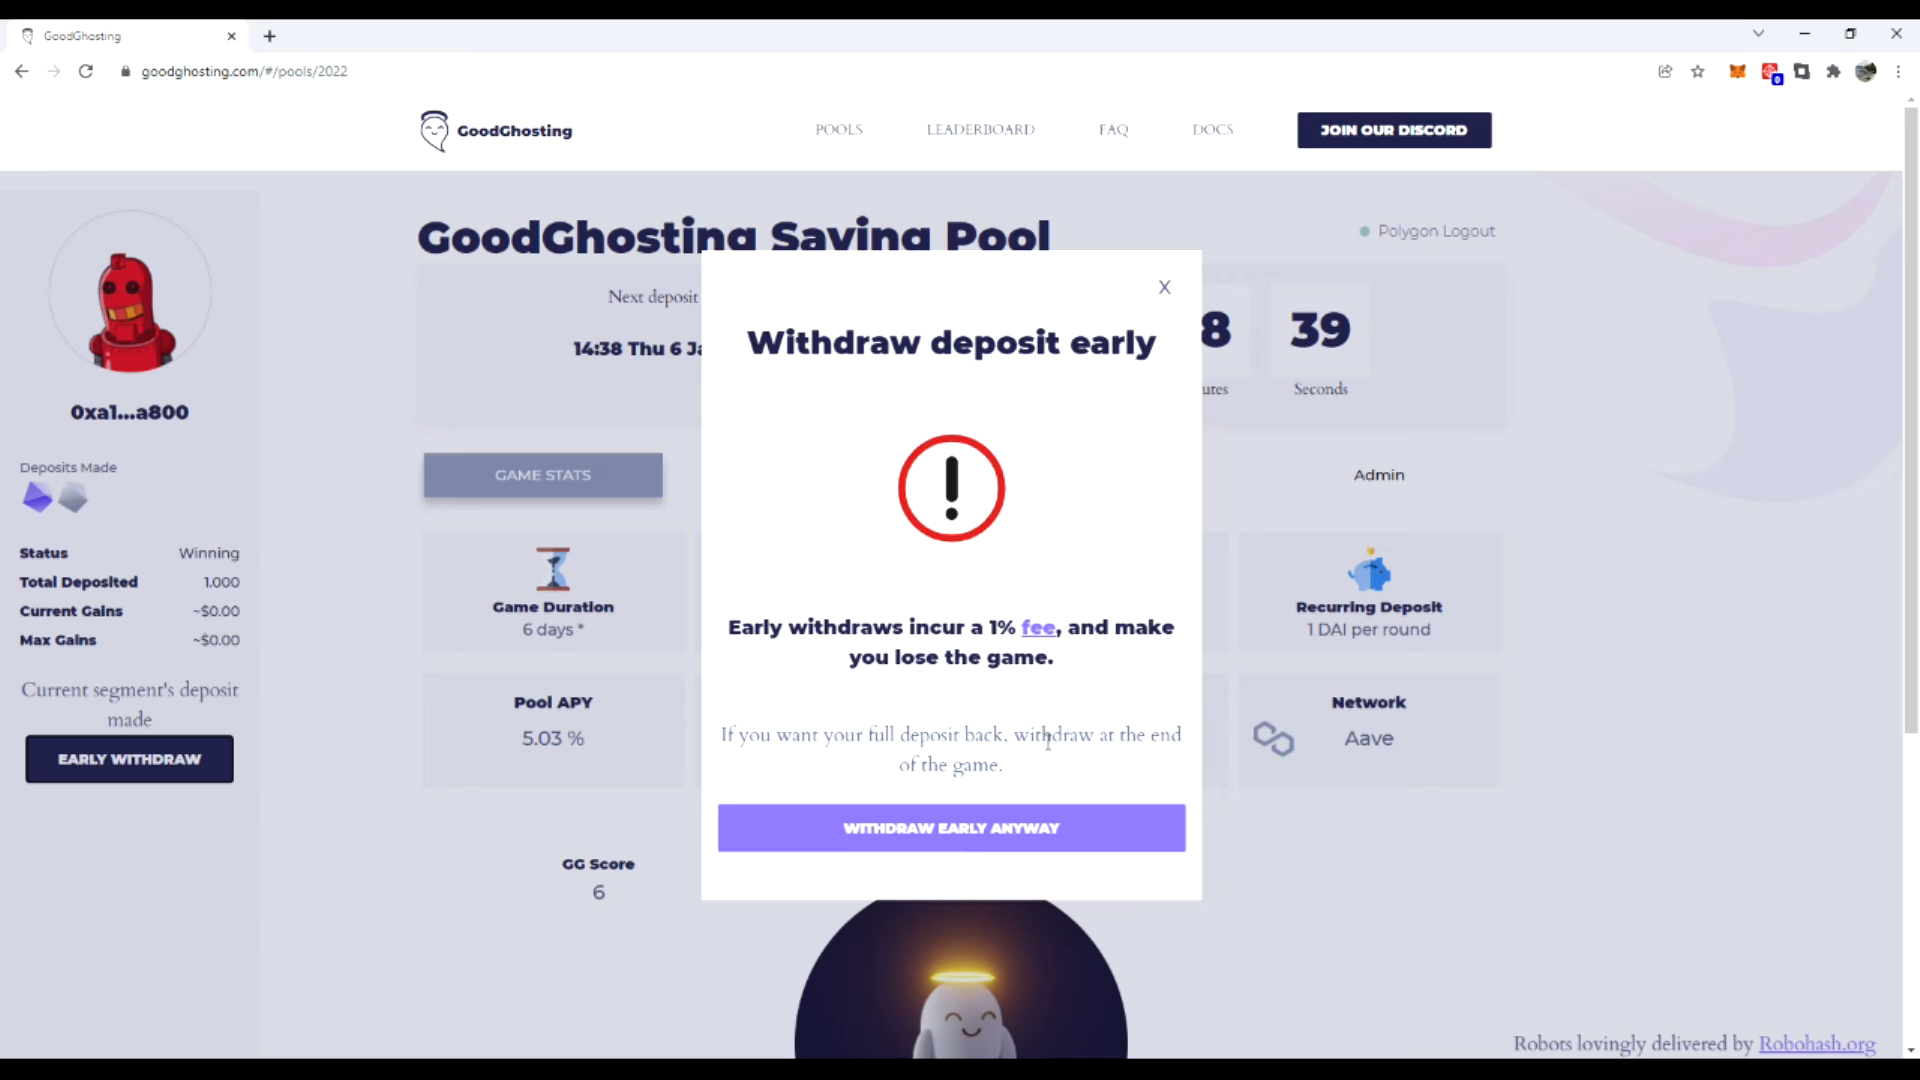 GoodGhosting
goodghosting.com/#/pools/2022
GoodGhosting
POOLS
LEADERBOARD
FAQ
DOCS
JOIN OUR DISCORD
GoodGhosting Saving Pool
Polygon Logout
0xa1...a800
Deposits Made
Status Winning
Total Deposited 1.000
Current Gains ~$0.00
Max Gains ~$0.00
Current segment's deposit
made
EARLY WITHDRAW
Next deposit
14:38 Thu 6
8
39
Seconds
GAME STATS
Admin
Game Duration
6 days *
Recurring Deposit
1 DAI per round
Pool APY
5.03 %
Network
Aave
GG Score
6
X
Withdraw deposit early
!
Early withdraws incur a 1% fee, and make
you lose the game.
If you want your full deposit back, withdraw at the end
of the game.
WITHDRAW EARLY ANYWAY
Robots lovingly delivered by Robohash.org